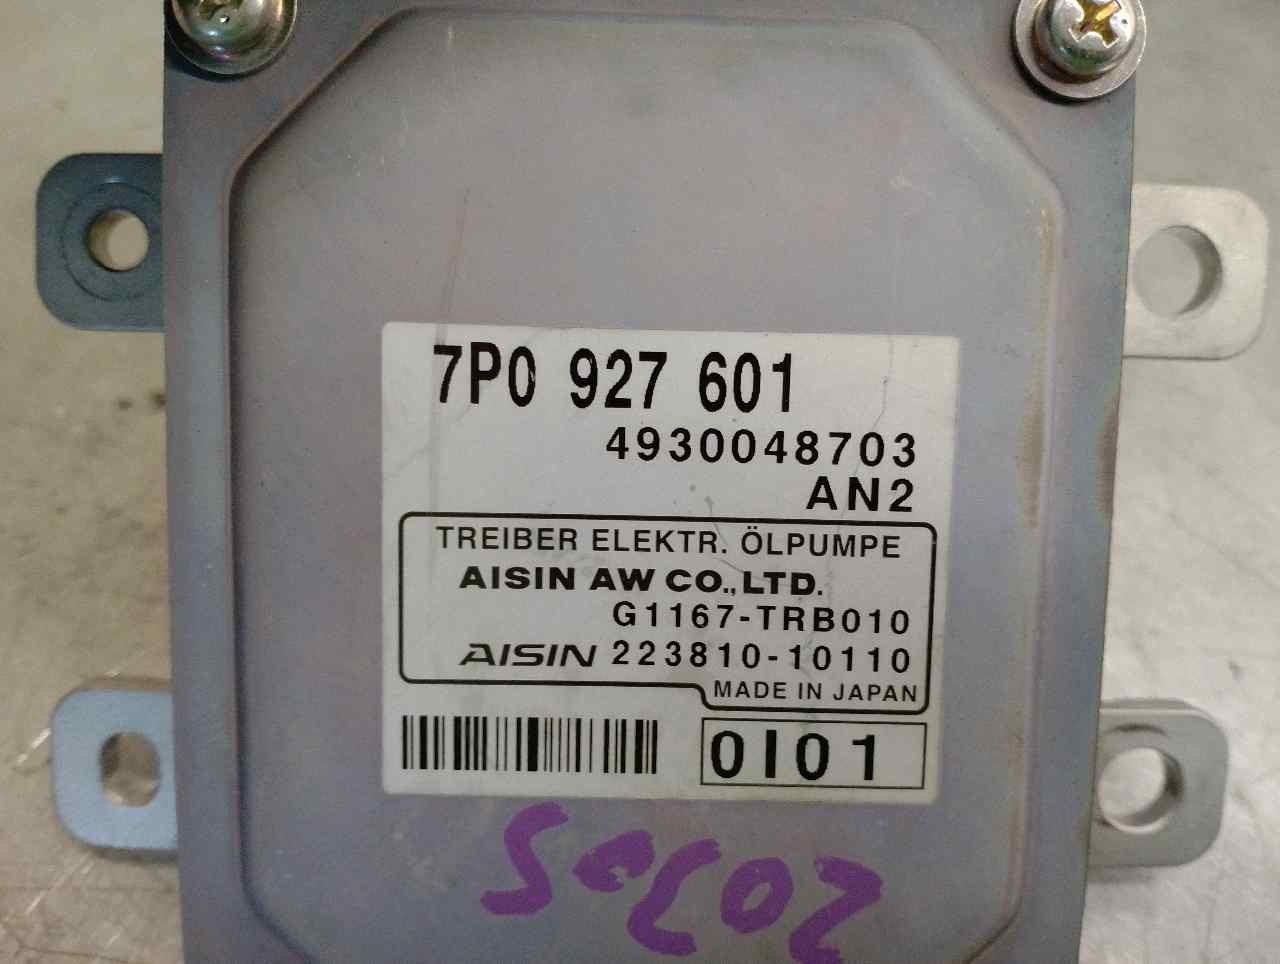 7P0 927 601
4930048703
AN2
TREIBER ELEKTR. ÖLPUMPE
AISIN AW CO.,LTD.
G1167-TRB010
AISIN 223810-10110
MADE IN JAPAN
0I01